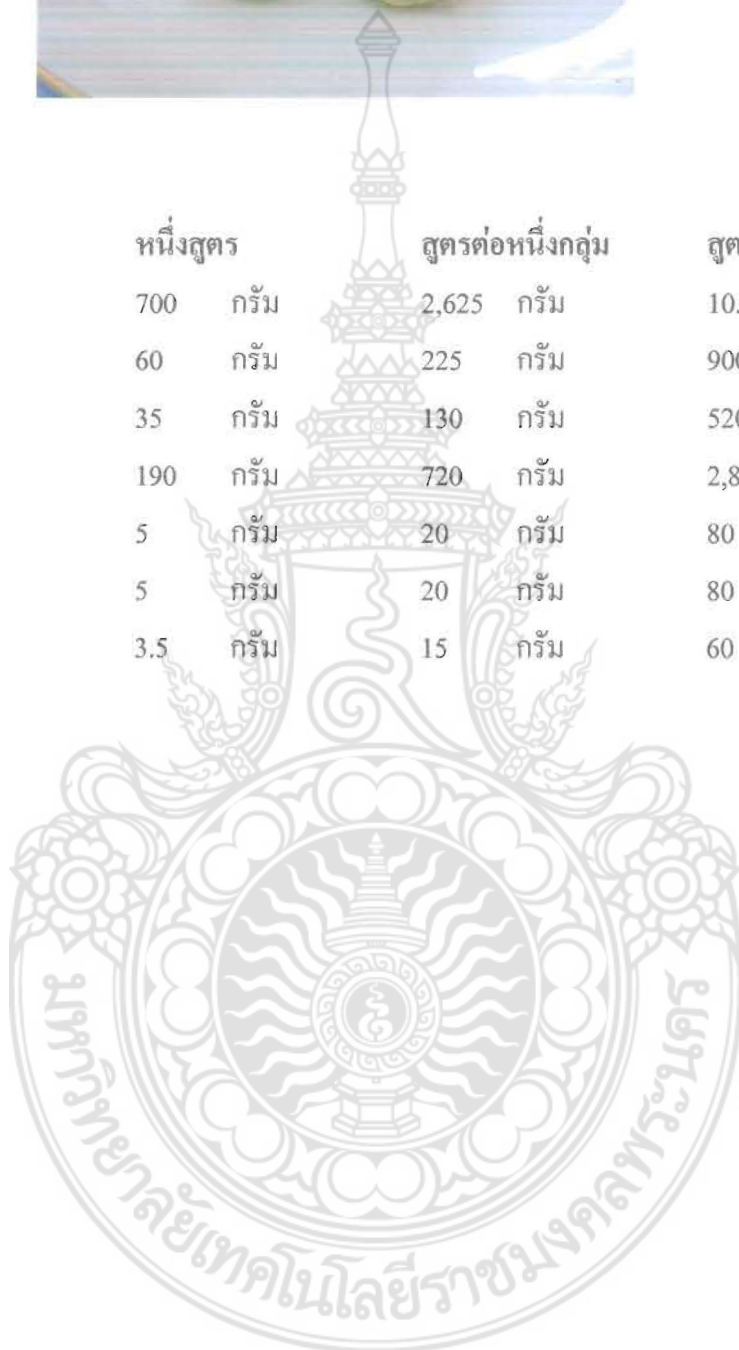 หนึ่งสูตร สูตรต่อหนึ่งกลุ่ม
700 กรัม 2,625 กรัม 10.
60 กรัม 225 กรัม 900
35 กรัม 130 กรัม 520
190 กรัม 720 กรัม 2,8
5 กรัม 20 กรัม 80
5 กรัม 20 กรัม 80
3.5 กรัม 15 กรัม 60
มหาวิทยาลัยเทคโนโลยีราชมงคลพระนคร